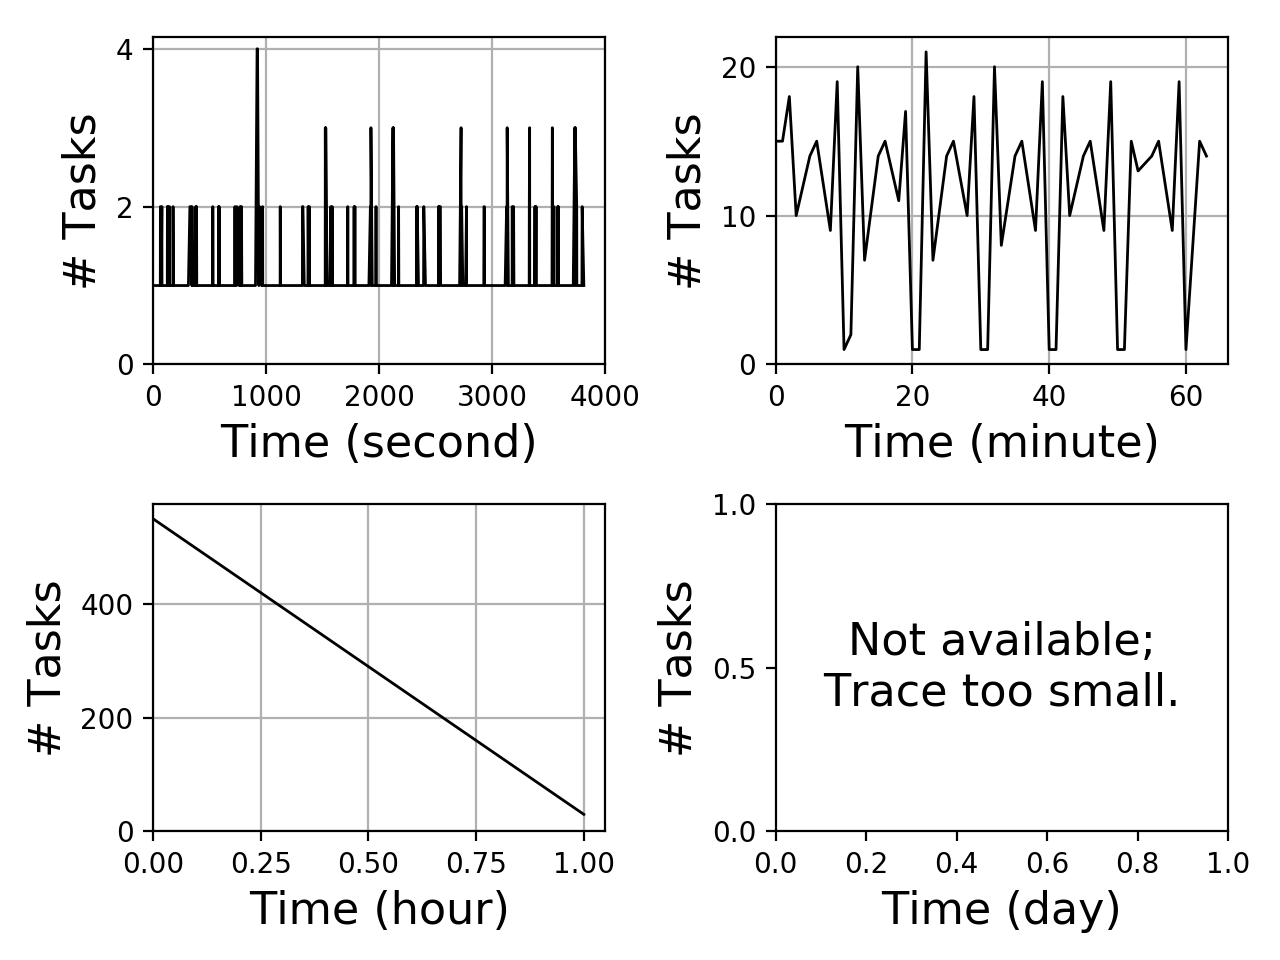 4
2
0
# Tasks
0 1000 2000 3000 4000
Time (second)
20
10
0
# Tasks
0 20 40 60
Time (minute)
400
200
0
# Tasks
0.00 0.25 0.50 0.75 1.00
Time (hour)
1.0
0.5
0.0
# Tasks
Not available;
Trace too small.
0.0 0.2 0.4 0.6 0.8 1.0
Time (day)